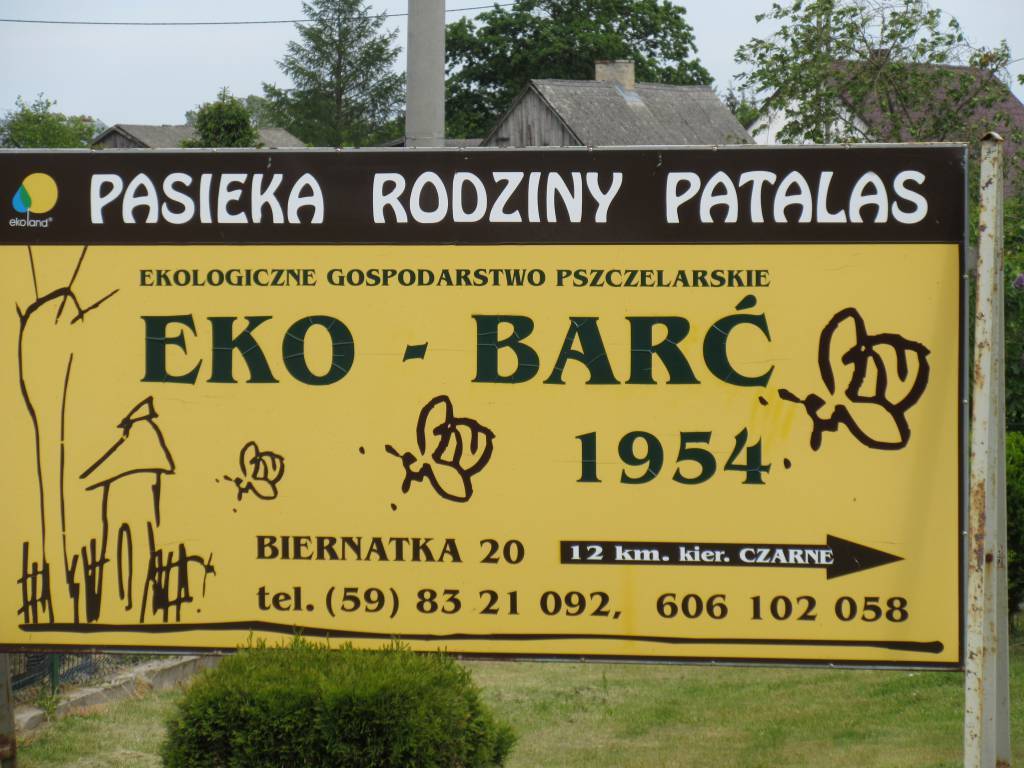 ekoland®
PASIEKA RODZINY PATALAS
EKOLOGICZNE GOSPODARSTWO PSZCZELARSKIE
EKO - BARĆ
1954
BIERNATKA 20
12 km. kier. CZARNE
tel. (59) 83 21 092, 606 102 058